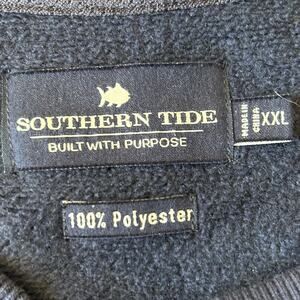 SOUTHERN TIDE
BUILT WITH PURPOSE
MADE IN
CHINA
XXL
100% Polyester